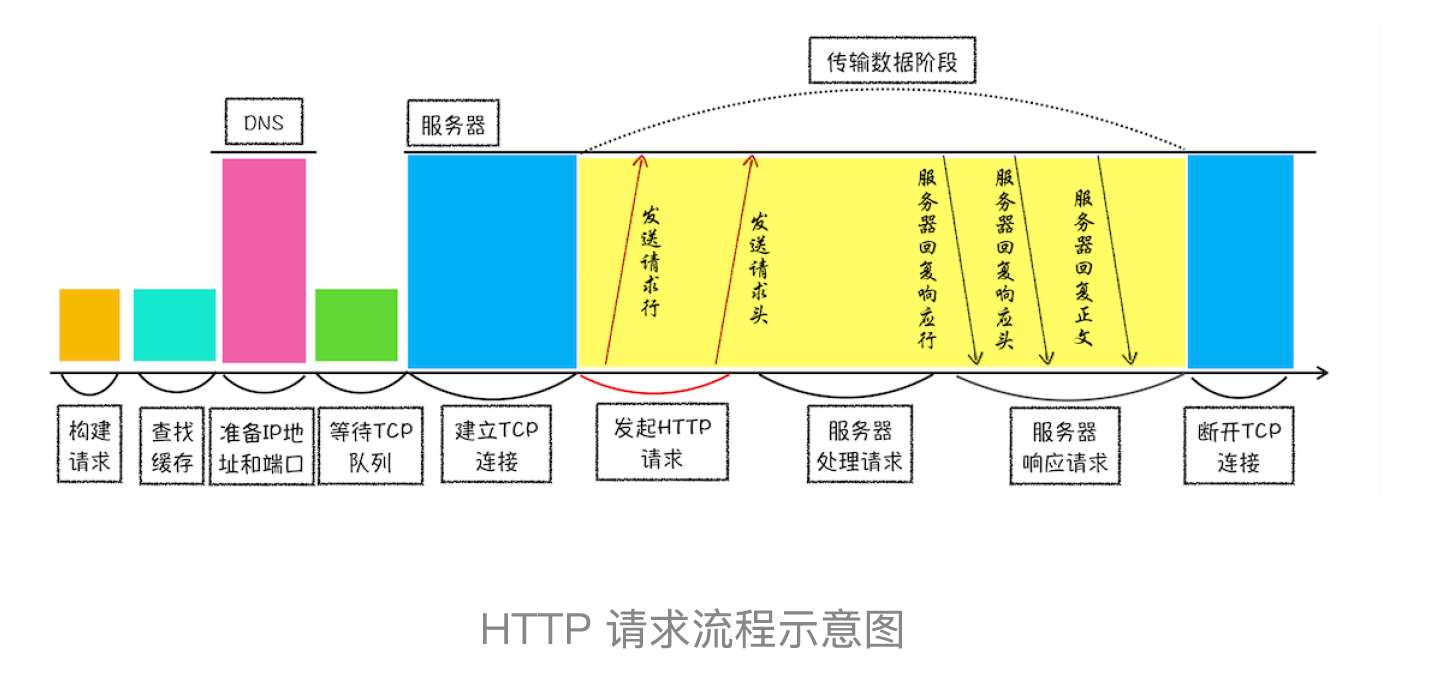 传输数据阶段
DNS
服务器
发送请求行
发送请求头
服务器回复响应行
服务器回复响应头
服务器回复正文
构建
请求
查找
缓存
准备IP地
址和端口
等待TCP
队列
建立TCP
连接
发起HTTP
请求
服务器
处理请求
服务器
响应请求
断开TCP
连接
HTTP 请求流程示意图